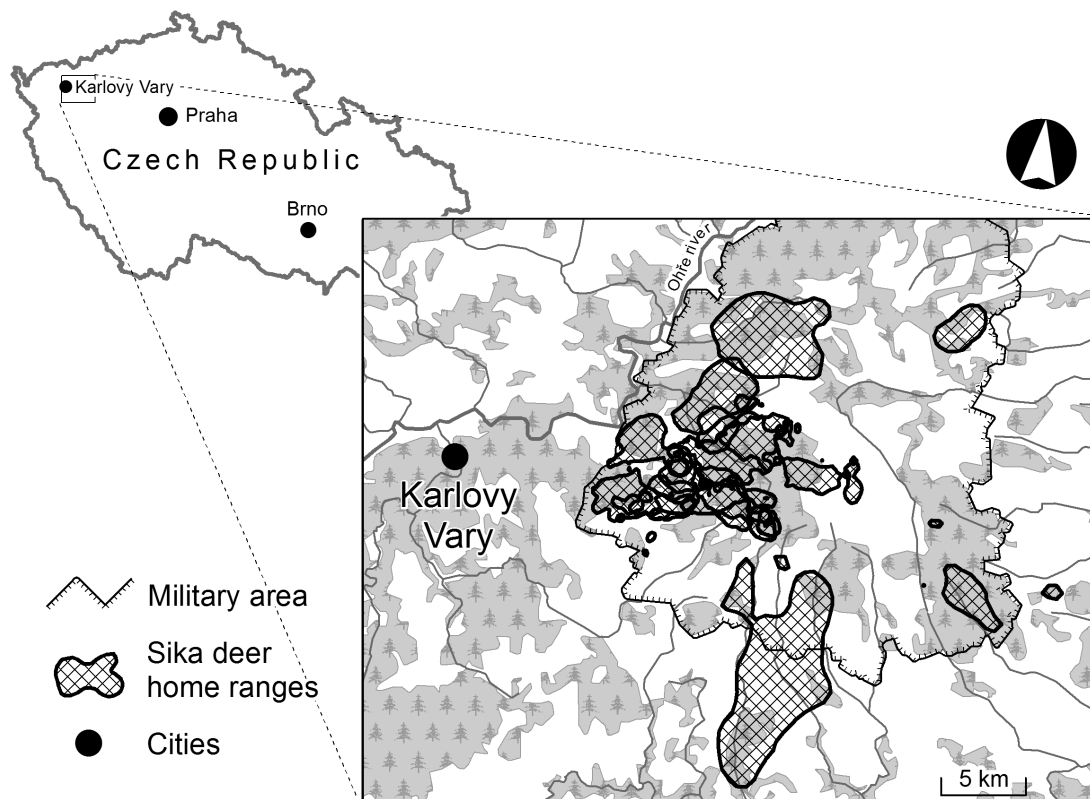 Karlovy Vary
Praha
Czech Republic
Brno
Ohře river
Karlovy
Vary
Military area
Sika deer
home ranges
Cities
5 km